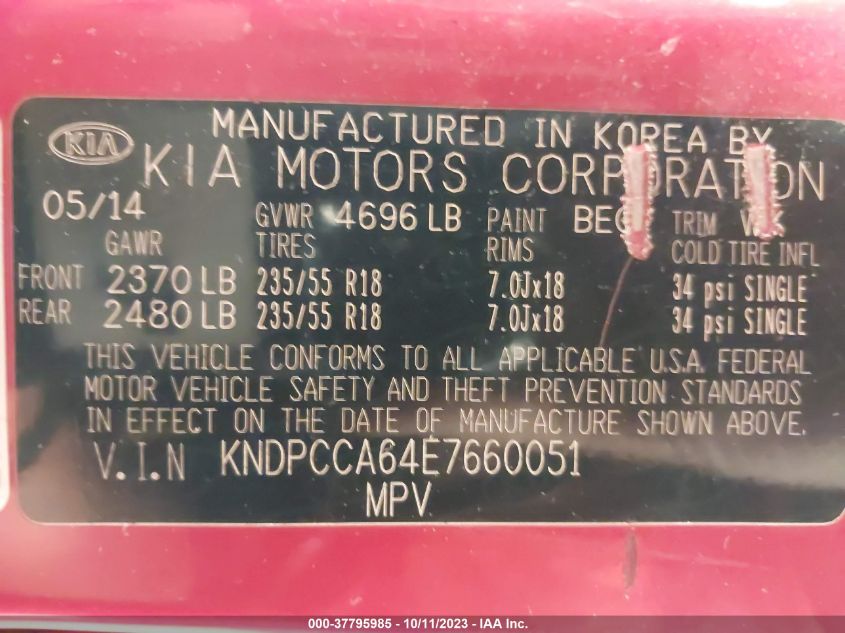 KIA MANUFACTURED IN KOREA BY
KIA MOTORS CORPORATION
05/14 GVWR 4696 LB PAINT TRIM
GAWR TIRES RIMS COLD TIRE INFL
FRONT 2370 LB 235/55 R18 7.0Jx18 34 psi SINGLE
REAR 2480 LB 235/55 R18 7.0Jx18 34 psi SINGLE
THIS VEHICLE CONFORMS TO ALL APPLICABLE U.S.A. FEDERAL
MOTOR VEHICLE SAFETY AND THEFT PREVENTION STANDARDS
IN EFFECT ON THE DATE OF MANUFACTURE SHOWN ABOVE.
V.I.N KNDPCCA64E7660051
MPV
000-37795985 - 10/11/2023 - IAA Inc.